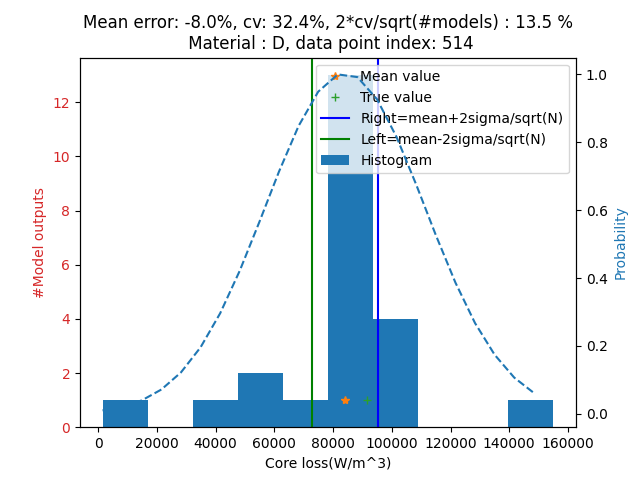 Mean error: -8.0%, cv: 32.4%, 2*cv/sqrt(#models) : 13.5 %
Material : D, data point index: 514
Mean value
True value
Right=mean+2sigma/sqrt(N)
Left=mean-2sigma/sqrt(N)
Histogram
#Model outputs
12
10
8
6
4
2
0
Probability
1.0
0.8
0.6
0.4
0.2
0.0
0 20000 40000 60000 80000 100000 120000 140000 160000
Core loss(W/m^3)